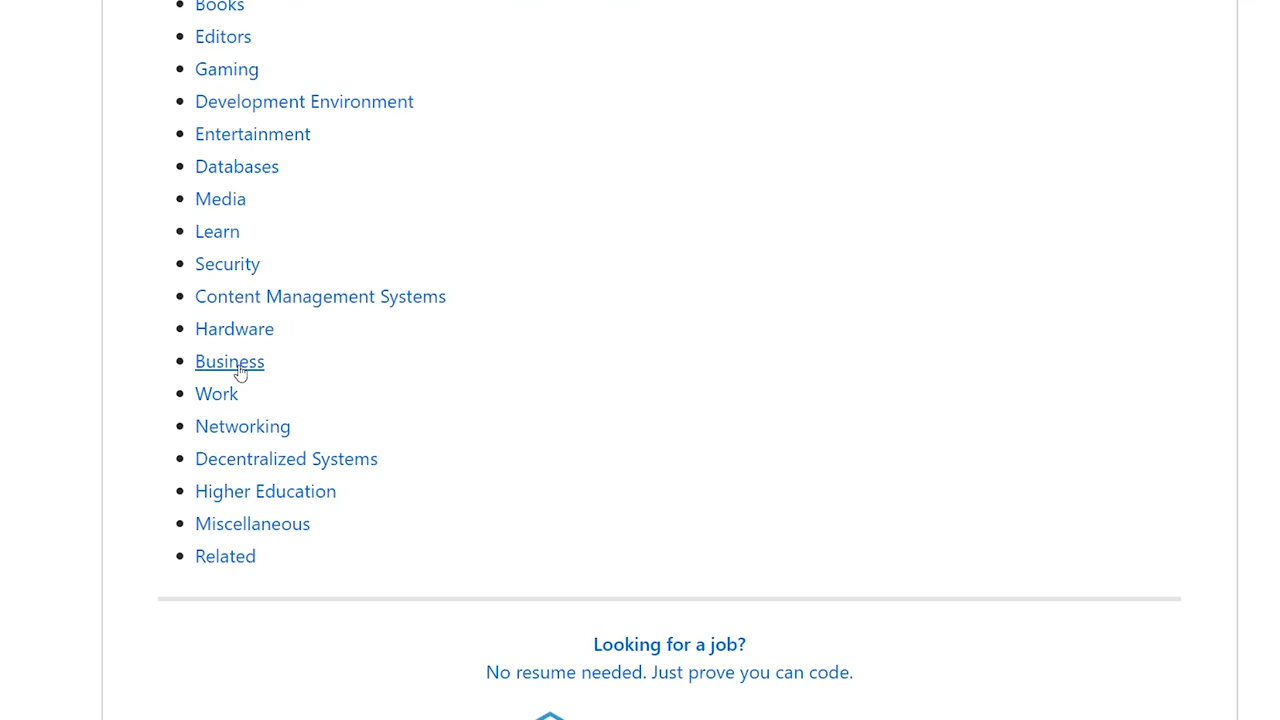 Books
Editors
Gaming
Development Environment
Entertainment
Databases
Media
Learn
Security
Content Management Systems
Hardware
Business
Work
Networking
Decentralized Systems
Higher Education
Miscellaneous
Related
Looking for a job?
No resume needed. Just prove you can code.